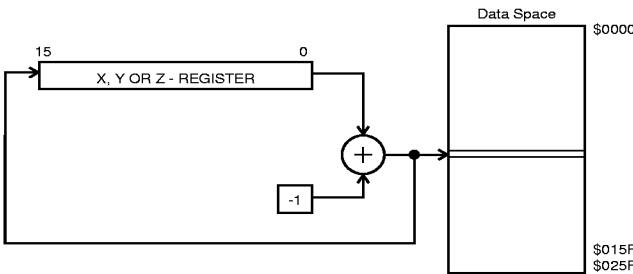 Data Space
$0000
15 0
X, Y OR Z - REGISTER
+
-1
$015F
$025F